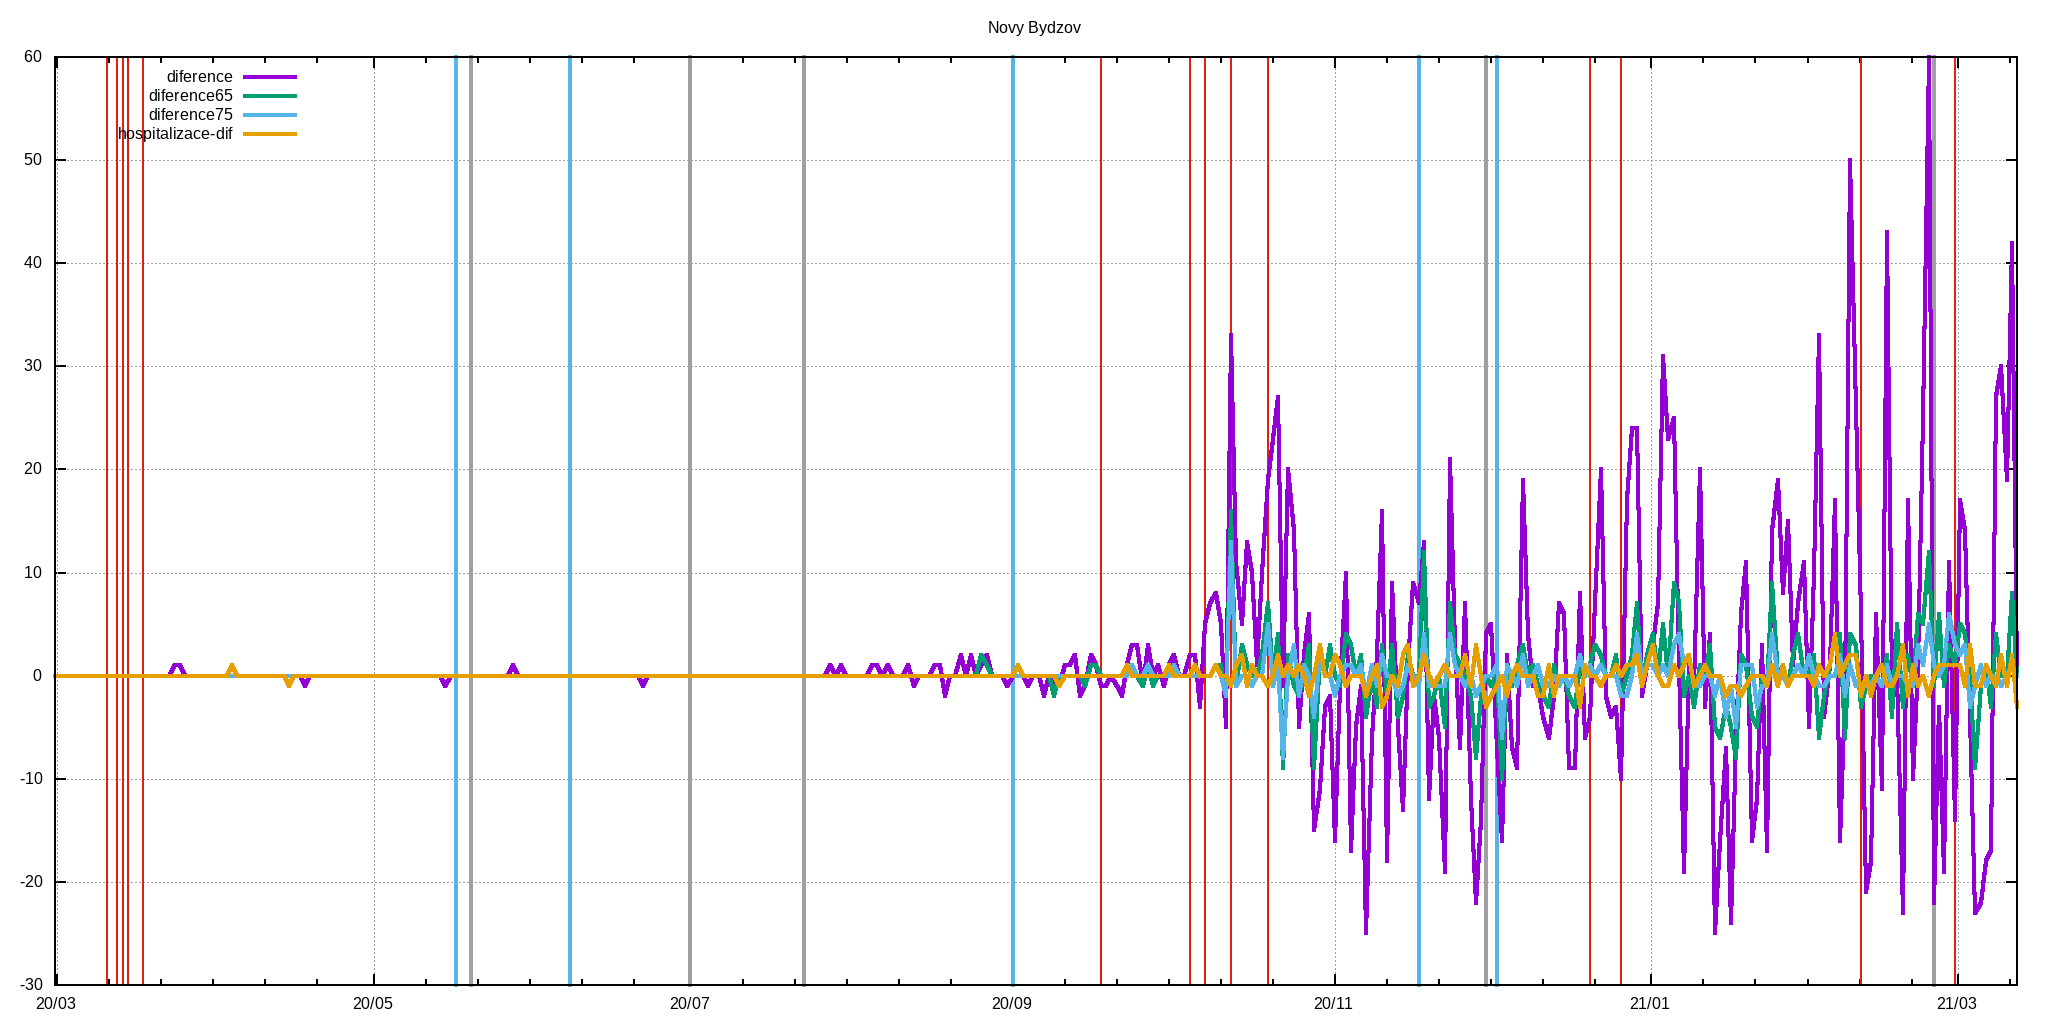 Novy Bydzov
60
diference
diference65
diference75
hospitalizace-dif
50
40
30
20
10
0
-10
-20
-30
20/03 20/05 20/07 20/09 20/11 21/01 21/03